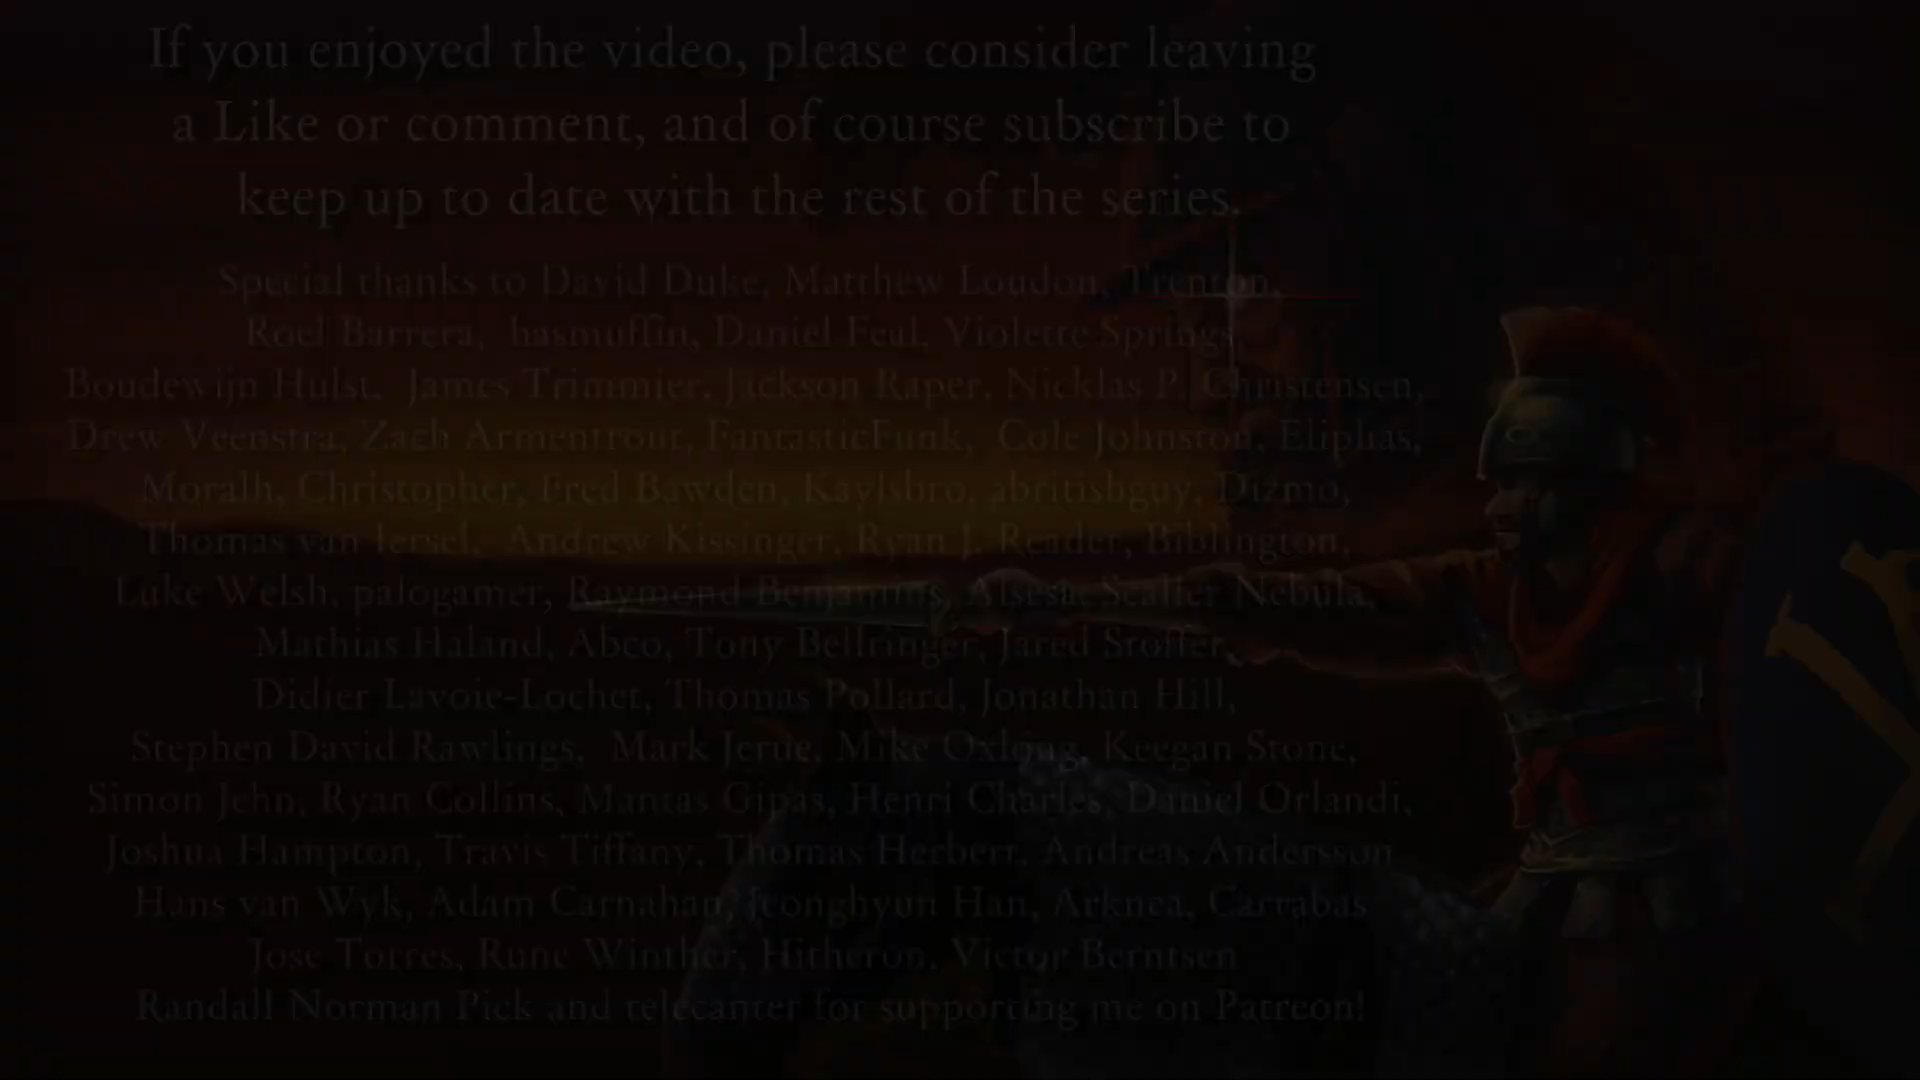 If you enjoyed the video, please consider leaving
a Like or comment, and of course subscribe to
keep up to date with the rest of the series.
Special thanks to David Duke, Matthew Loudon, Trenton,
Roel Barrera, hasmuffin, Daniel Feal, Violette Springs
Boudewijn Hulst, James Trimmier, Jackson Raper, Nicklas P. Christensen,
Drew Veenstra, Zach Armentrout, FantasticFunk, Cole Johnston, Eliphas,
Moralh, Christopher, Fred Bawden, Kaylsbro, abritishguy, Dizmo,
Thomas van Iersel, Andrew Kissinger, Ryan J. Reader, Biblington,
Luke Welsh, palogamer, Raymond Benjamins, Alsesa, Nebula,
Mathias Haland, Abco, Tony Bellringer, Jared Stoffer,
Didier Lavoie-Lochet, Thomas Pollard, Jonathan Hill,
Stephen David Rawlings, Mark Jerue, Mike Oxlong, Keegan Stone,
Simon Jehn, Ryan Collins, Mantas Gipas, Henri Charles, Daniel Orlandi,
Joshua Hampton, Travis Tiffany, Thomas Herbert, Andreas Andersson
Hans van Wyk, Adam Carnahan, Jeonghyun Han, Arknea, Carrabas
Jose Torres, Rune Winther, Hitheron, Victor Berntsen
Randall Norman Pick and telecanter for supporting me on Patreon!